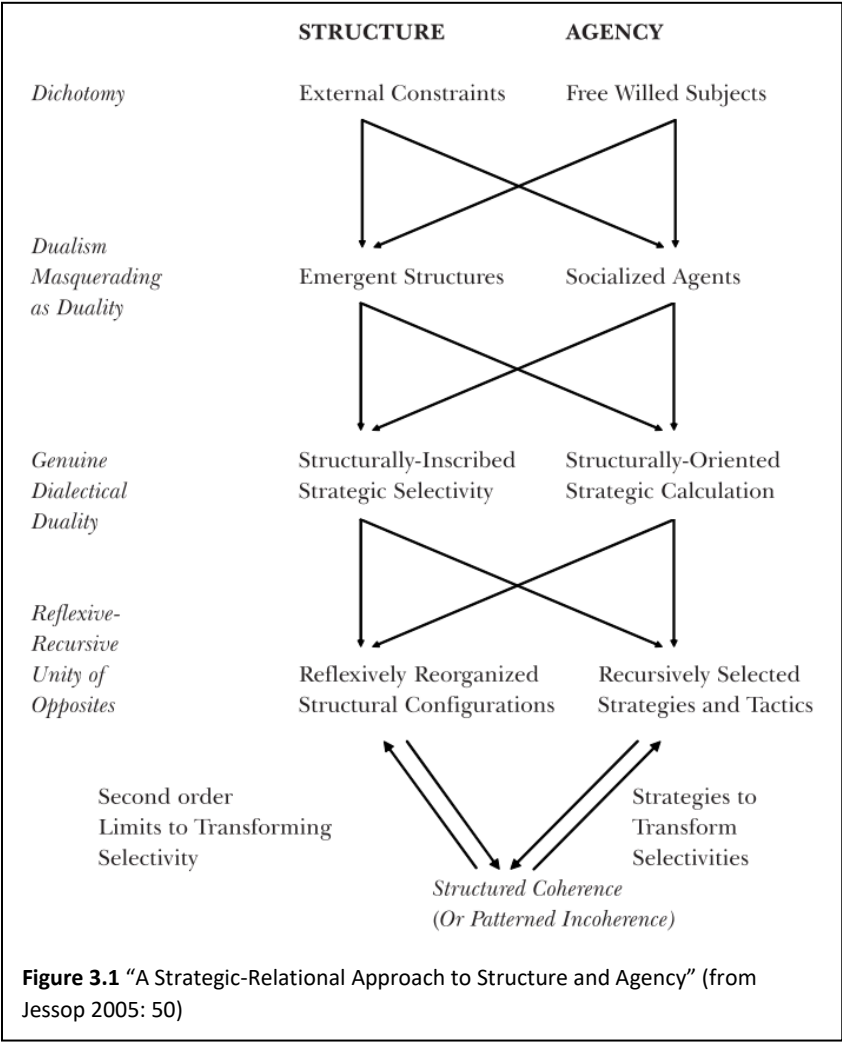 STRUCTURE AGENCY
Dichotomy External Constraints Free Willed Subjects
Dualism
Masquerading Emergent Structures Socialized Agents
as Duality
Genuine Structurally-Inscribed Structurally-Oriented
Dialectical Strategic Selectivity Strategic Calculation
Duality
Reflexive-
Recursive
Unity of Reflexively Reorganized Recursively Selected
Opposites Structural Configurations Strategies and Tactics
Second order Strategies to
Limits to Transforming Transform
Selectivity Selectivities
Structured Coherence
(Or Patterned Incoherence)
Figure 3.1 “A Strategic-Relational Approach to Structure and Agency” (from
Jessop 2005: 50)